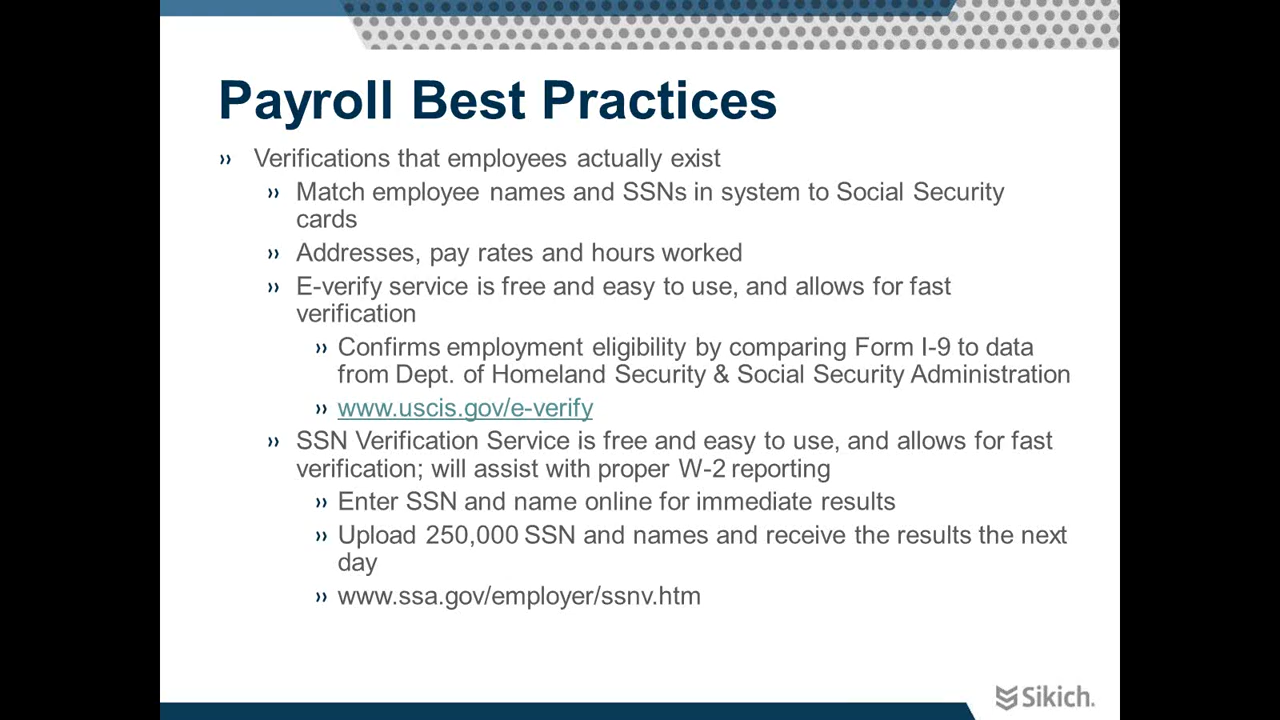 Payroll Best Practices
» Verifications that employees actually exist
» Match employee names and SSNs in system to Social Security
cards
» Addresses, pay rates and hours worked
» E-verify service is free and easy to use, and allows for fast
verification
» Confirms employment eligibility by comparing Form I-9 to data
from Dept. of Homeland Security & Social Security Administration
» www.uscis.gov/e-verify
» SSN Verification Service is free and easy to use, and allows for fast
verification; will assist with proper W-2 reporting
» Enter SSN and name online for immediate results
» Upload 250,000 SSN and names and receive the results the next
day
» www.ssa.gov/employer/ssnv.htm
Sikich.